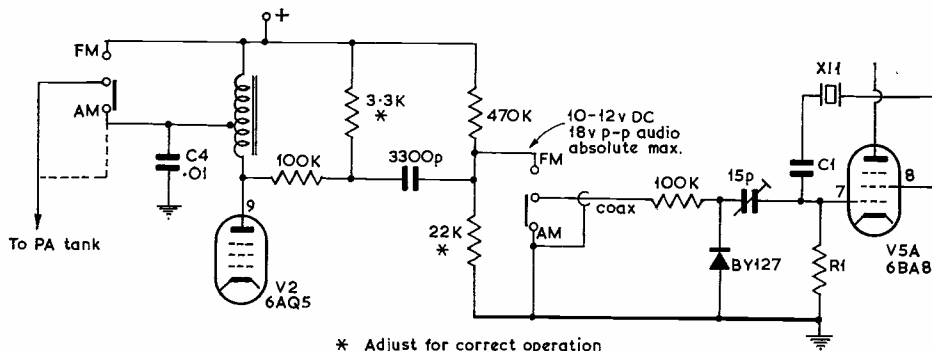 +
FM
AM
To PA tank
C4
.01
100K
3.3K
*
3300p
9
V2
6AQ5
470K
22K
*
10-12v DC
18v p-p audio
absolute max.
FM
AM
coax
100K
15p
BY127
C1
X11
7
8
R1
V5A
6BA8
* Adjust for correct operation